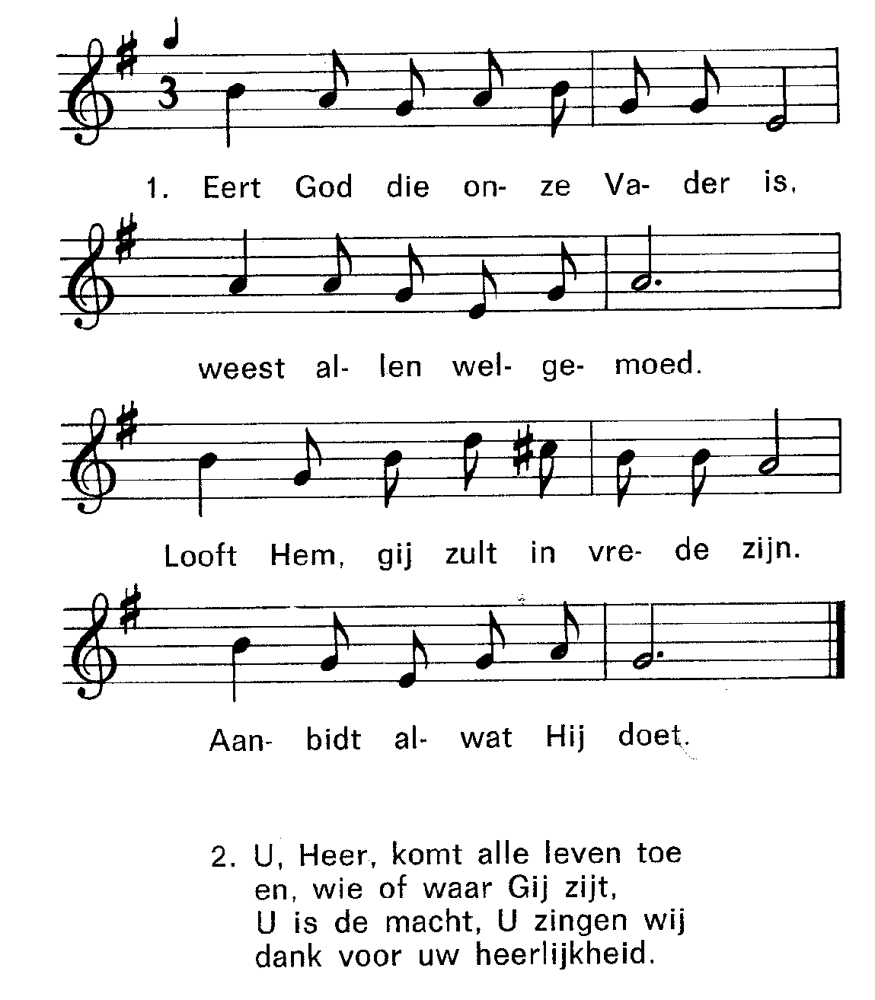 3
1. Eert God die on- ze Va- der is,
weest al- len wel- ge- moed.
Looft Hem, gij zult in vre- de zijn.
Aan- bidt al- wat Hij doet.
2. U, Heer, komt alle leven toe
en, wie of waar Gij zijt,
U is de macht, U zingen wij
dank voor uw heerlijkheid.